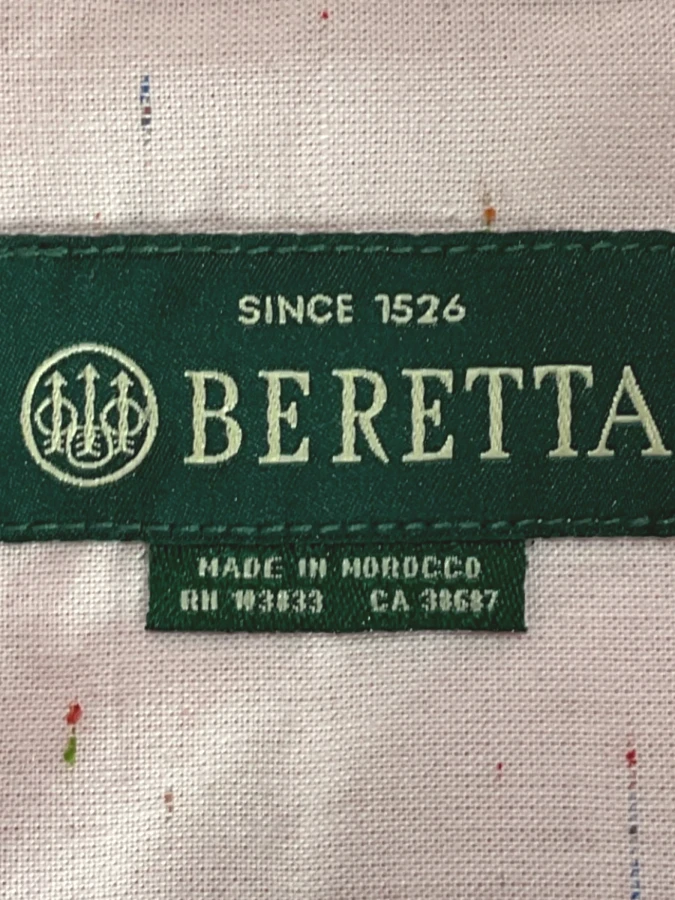 SINCE 1526
BERETTA
MADE IN MOROCCO
RN 103833 CA 38687